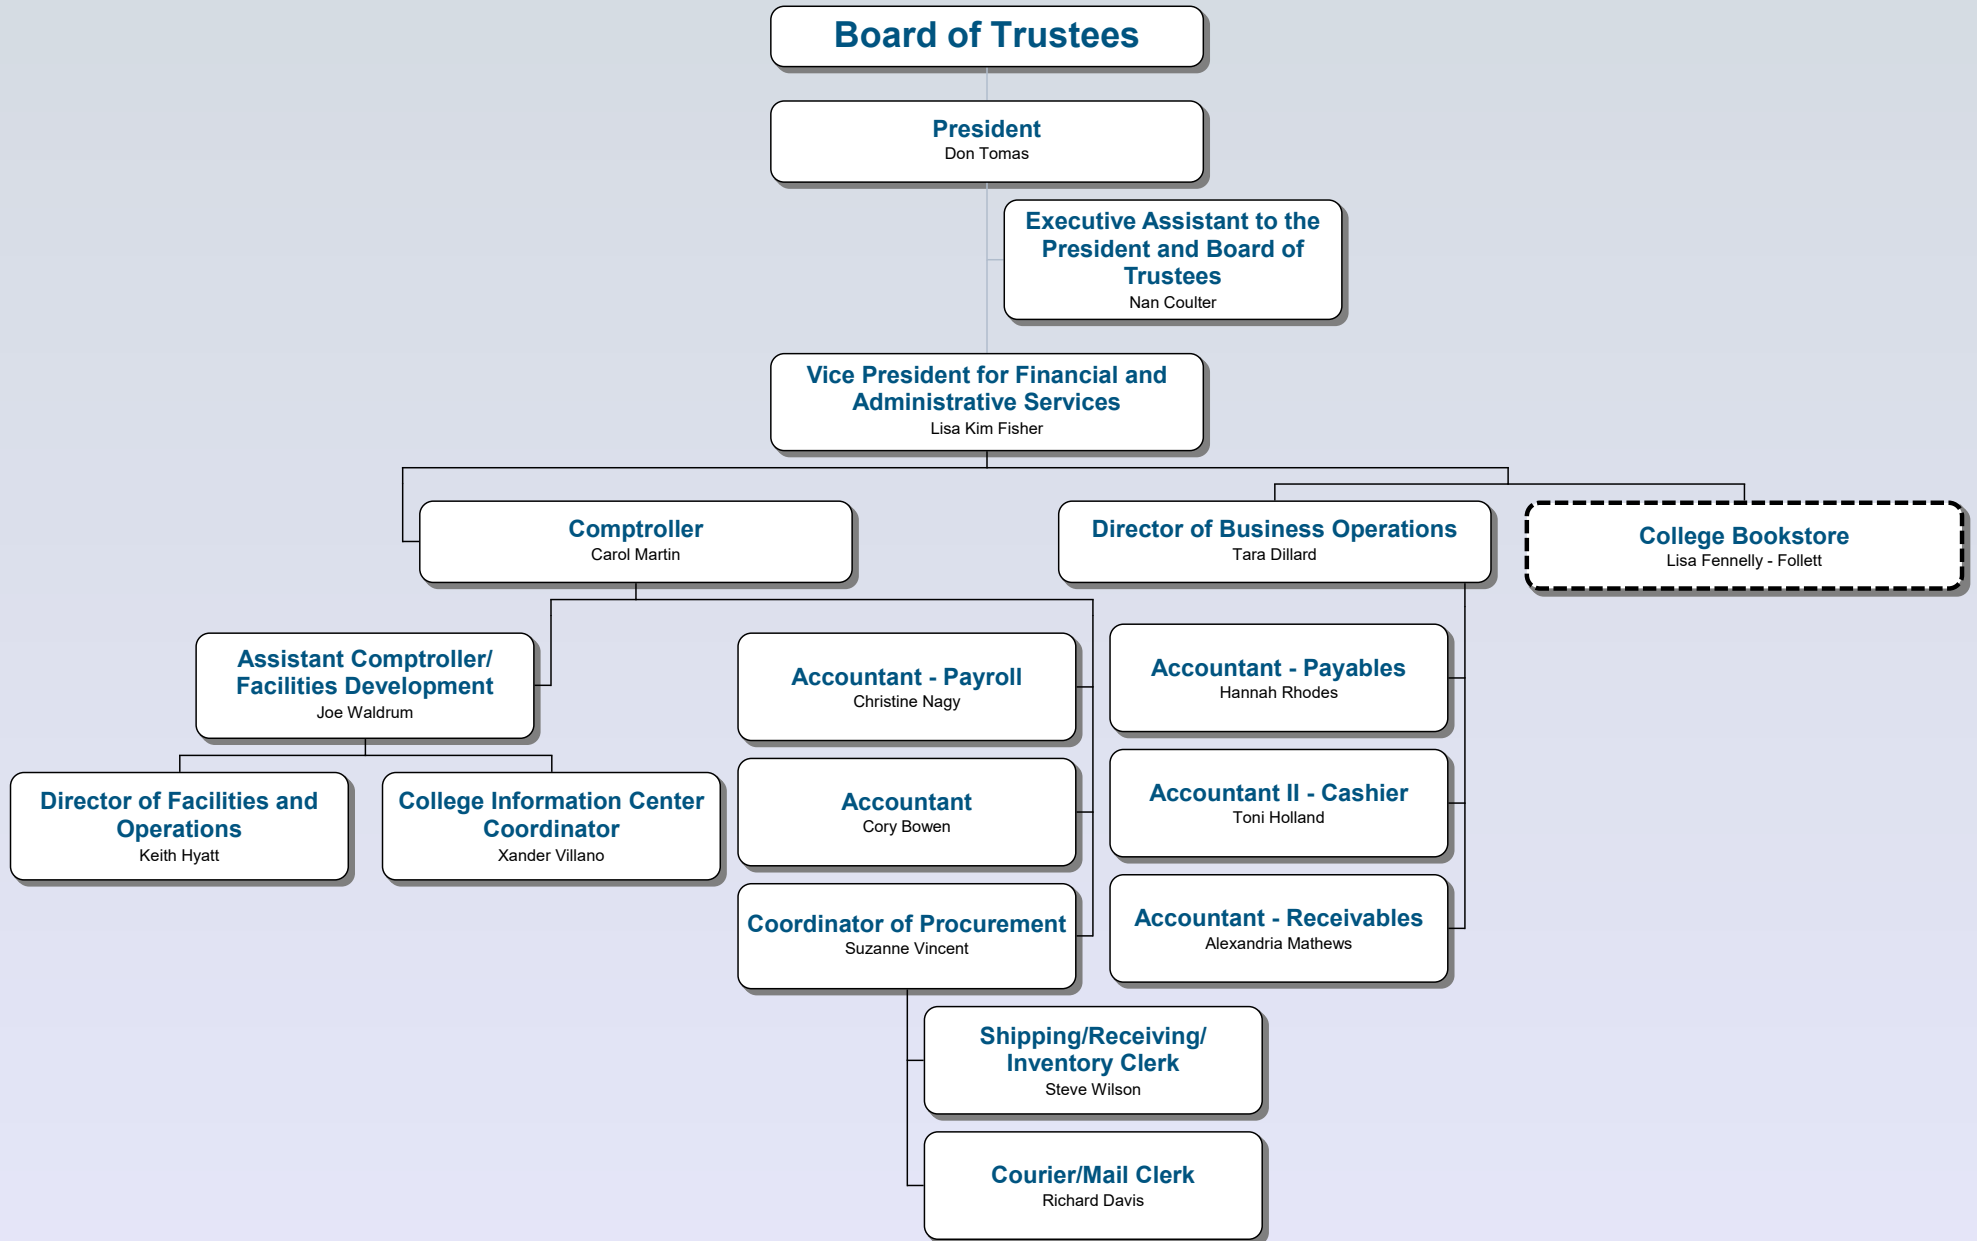 Board of Trustees
President
Don Tomas
Executive Assistant to the
President and Board of
Trustees
Nan Coulter
Vice President for Financial and
Administrative Services
Lisa Kim Fisher
Comptroller
Carol Martin
Director of Business Operations
Tara Dillard
College Bookstore
Lisa Fennelly - Follett
Assistant Comptroller/
Facilities Development
Joe Waldrum
Director of Facilities and
Operations
Keith Hyatt
College Information Center
Coordinator
Xander Villano
Accountant - Payroll
Christine Nagy
Accountant
Cory Bowen
Coordinator of Procurement
Suzanne Vincent
Shipping/Receiving/
Inventory Clerk
Steve Wilson
Courier/Mail Clerk
Richard Davis
Accountant - Payables
Hannah Rhodes
Accountant II - Cashier
Toni Holland
Accountant - Receivables
Alexandria Mathews